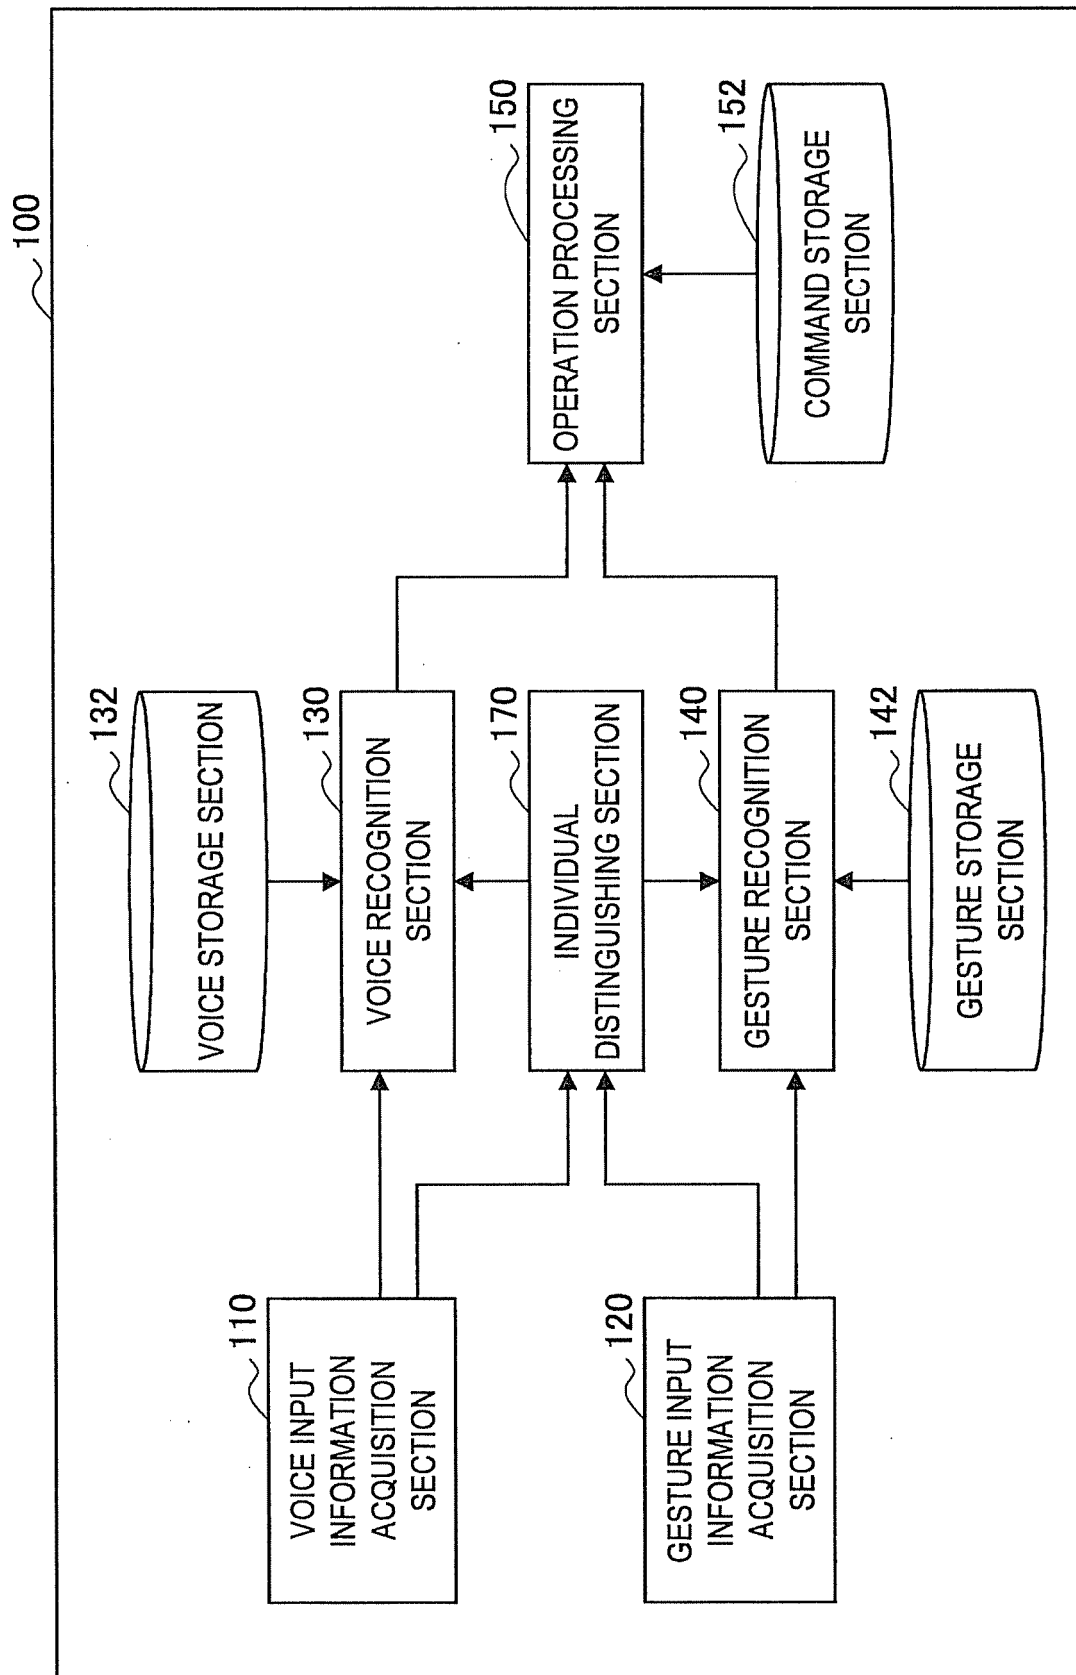 100
132
VOICE STORAGE SECTION
110
VOICE INPUT
INFORMATION
ACQUISITION
SECTION
130
VOICE RECOGNITION
SECTION
170
INDIVIDUAL
DISTINGUISHING SECTION
150
OPERATION PROCESSING
SECTION
120
GESTURE INPUT
INFORMATION
ACQUISITION
SECTION
140
GESTURE RECOGNITION
SECTION
152
COMMAND STORAGE
SECTION
142
GESTURE STORAGE
SECTION